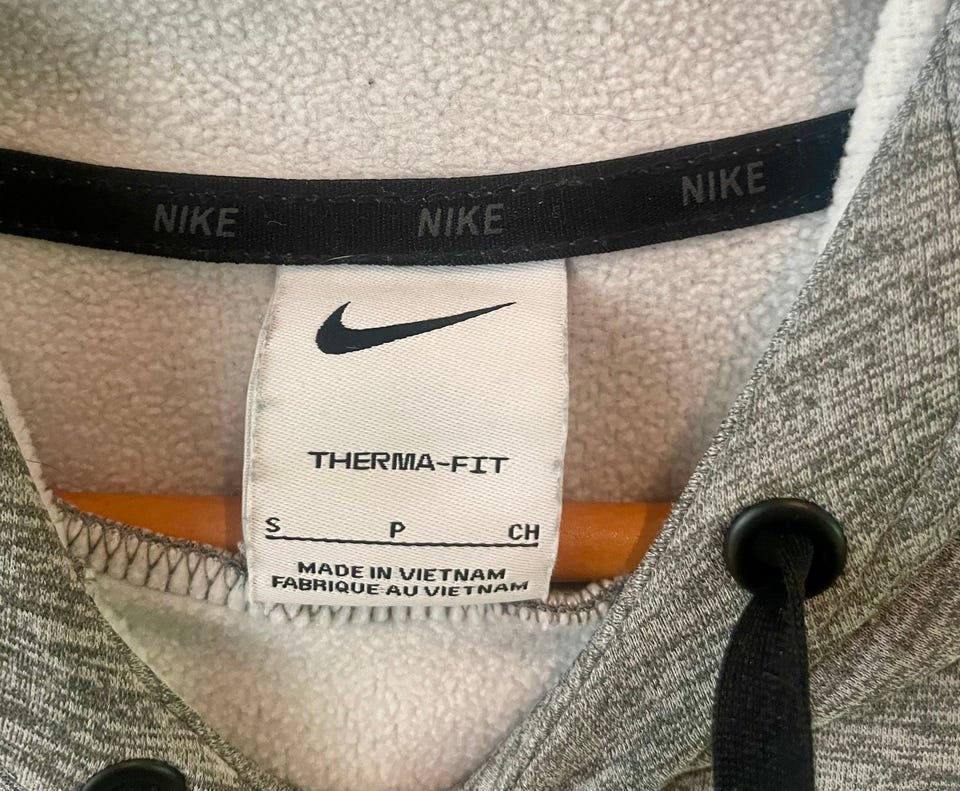 NIKE NIKE NIKE
THERMA-FIT
S P CH
MADE IN VIETNAM
FABRIQUE AU VIETNAM